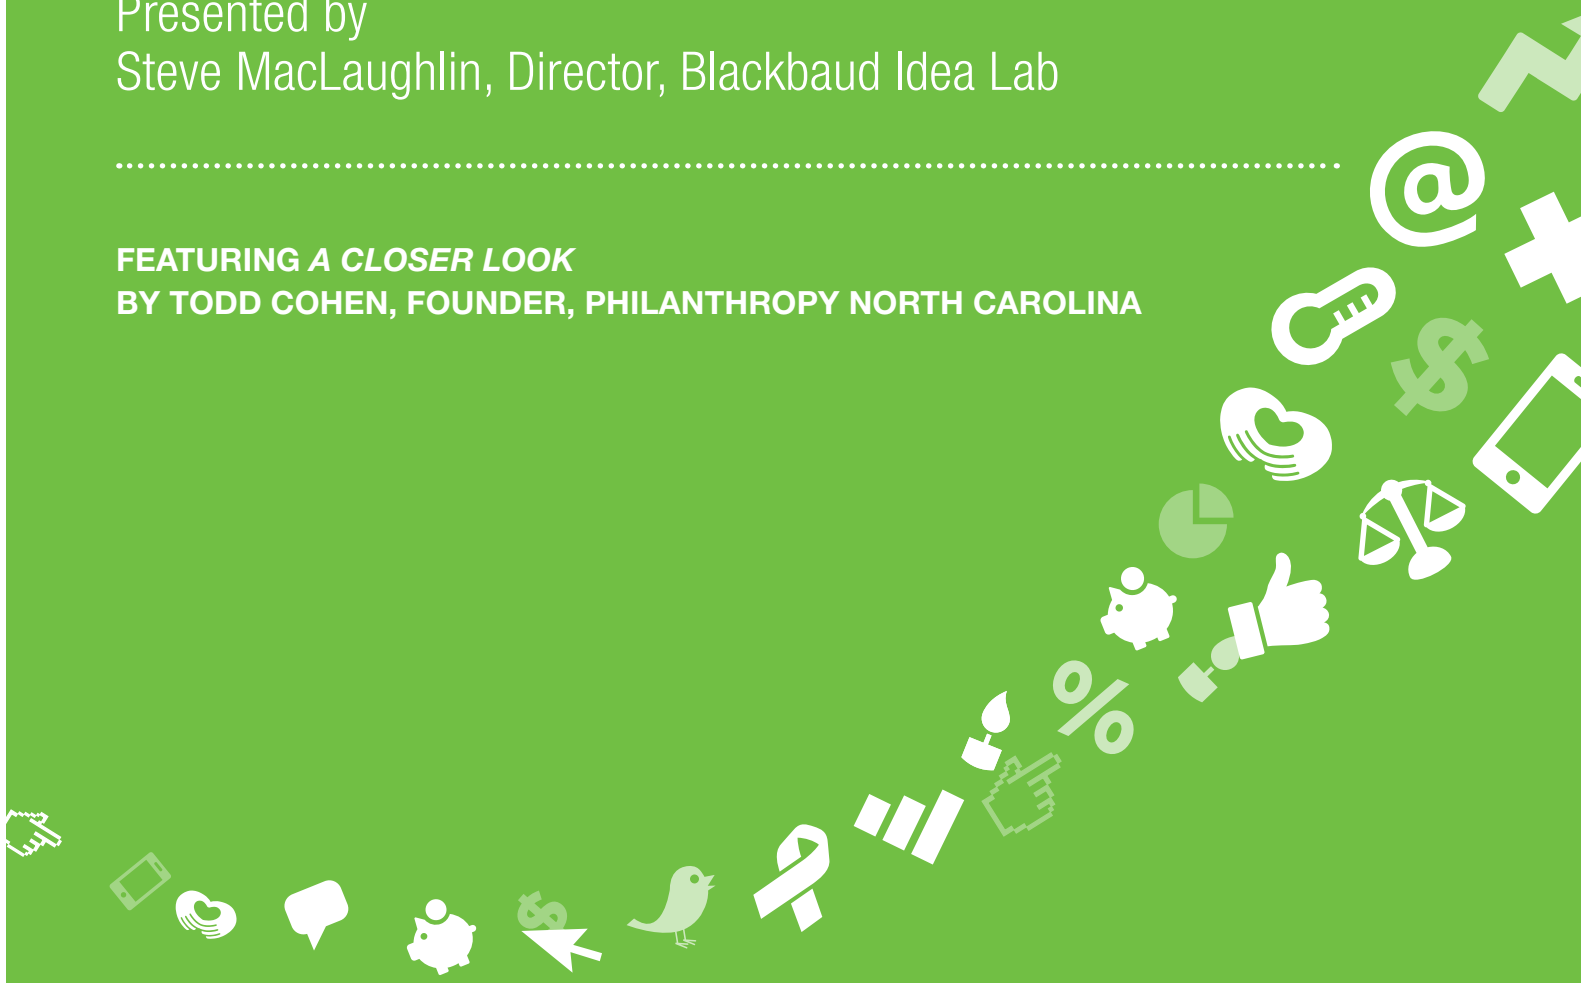 Presented by
Steve MacLaughlin, Director, Blackbaud Idea Lab
FEATURING A CLOSER LOOK
BY TODD COHEN, FOUNDER, PHILANTHROPY NORTH CAROLINA